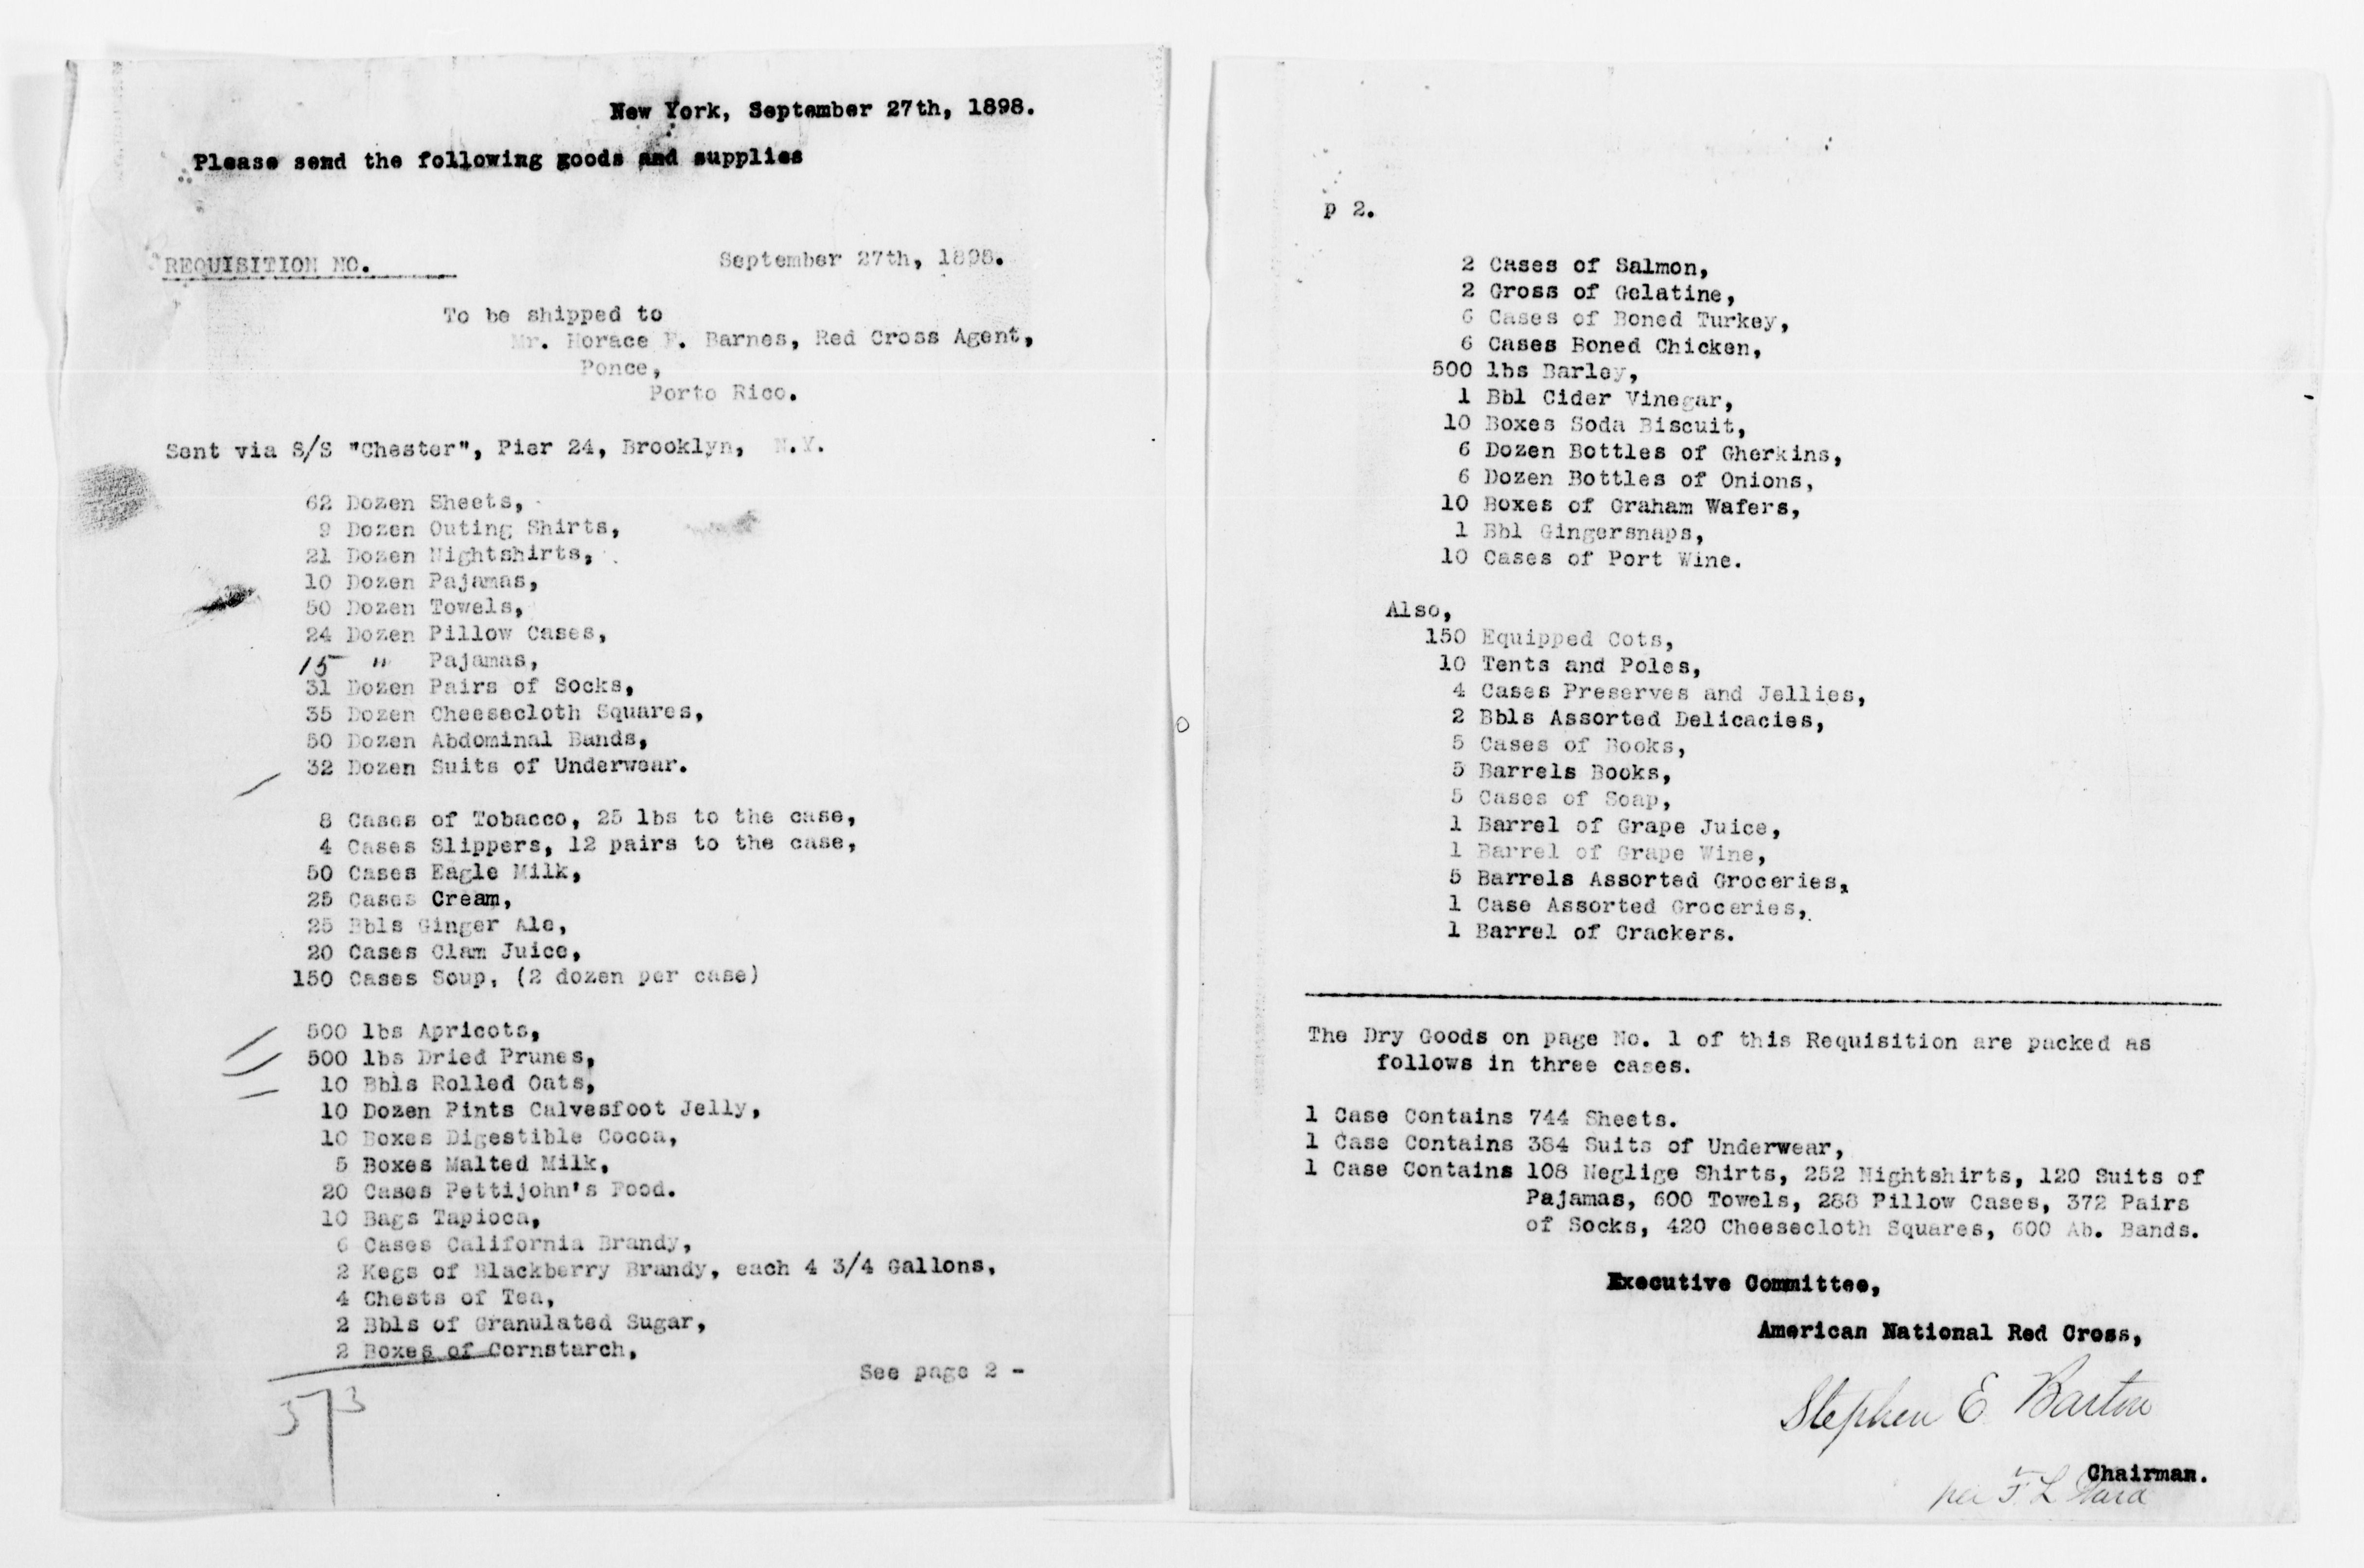 New York, September 27th, 1898.
Please send the following goods and supplies
REQUISITION NO.
September 27th, 1898.
To be shipped to
Mr. Horace F. Barnes, Red Cross Agent,
Ponce,
Porto Rico.
Sent via S/S "Chester", Pier 24, Brooklyn, N.Y.
62 Dozen Sheets,
9 Dozen Outing Shirts,
21 Dozen Nightshirts,
10 Dozen Pajamas,
50 Dozen Towels,
24 Dozen Pillow Cases,
15 " Pajamas,
31 Dozen Pairs of Socks,
35 Dozen Cheesecloth Squares,
50 Dozen Abdominal Bands,
32 Dozen Suits of Underwear.
8 Cases of Tobacco, 25 lbs to the case,
4 Cases Slippers, 12 pairs to the case,
50 Cases Eagle Milk,
25 Cases Cream,
25 Bbls Ginger Ale,
20 Cases Clam Juice,
150 Cases Soup, (2 dozen per case)
500 lbs Apricots,
500 lbs Dried Prunes,
10 Bbls Rolled Oats,
10 Dozen Pints Calvesfoot Jelly,
10 Boxes Digestible Cocoa,
5 Boxes Malted Milk,
20 Cases Pettijohn's Food.
10 Bags Tapioca,
6 Cases California Brandy,
2 Kegs of Blackberry Brandy, each 4 3/4 Gallons,
4 Chests of Tea,
2 Bbls of Granulated Sugar,
2 Boxes of Cornstarch,
See page 2 -
573
p 2.
2 Cases of Salmon,
2 Gross of Gelatine,
6 Cases of Boned Turkey,
6 Cases Boned Chicken,
500 lbs Barley,
1 Bbl Cider Vinegar,
10 Boxes Soda Biscuit,
6 Dozen Bottles of Gherkins,
6 Dozen Bottles of Onions,
10 Boxes of Graham Wafers,
1 Bbl Gingersnaps,
10 Cases of Port Wine.
Also,
150 Equipped Cots,
10 Tents and Poles,
4 Cases Preserves and Jellies,
2 Bbls Assorted Delicacies,
5 Cases of Books,
5 Barrels Books,
5 Cases of Soap,
1 Barrel of Grape Juice,
1 Barrel of Grape Wine,
5 Barrels Assorted Groceries,
1 Case Assorted Groceries,
1 Barrel of Crackers.
The Dry Goods on page No. 1 of this Requisition are packed as
follows in three cases.
1 Case Contains 744 Sheets.
1 Case Contains 384 Suits of Underwear,
1 Case Contains 108 Neglige Shirts, 252 Nightshirts, 120 Suits of
Pajamas, 600 Towels, 288 Pillow Cases, 372 Pairs
of Socks, 420 Cheesecloth Squares, 600 Ab. Bands.
Executive Committee,
American National Red Cross,
Stephen E Barton
Chairman.
per F. L.